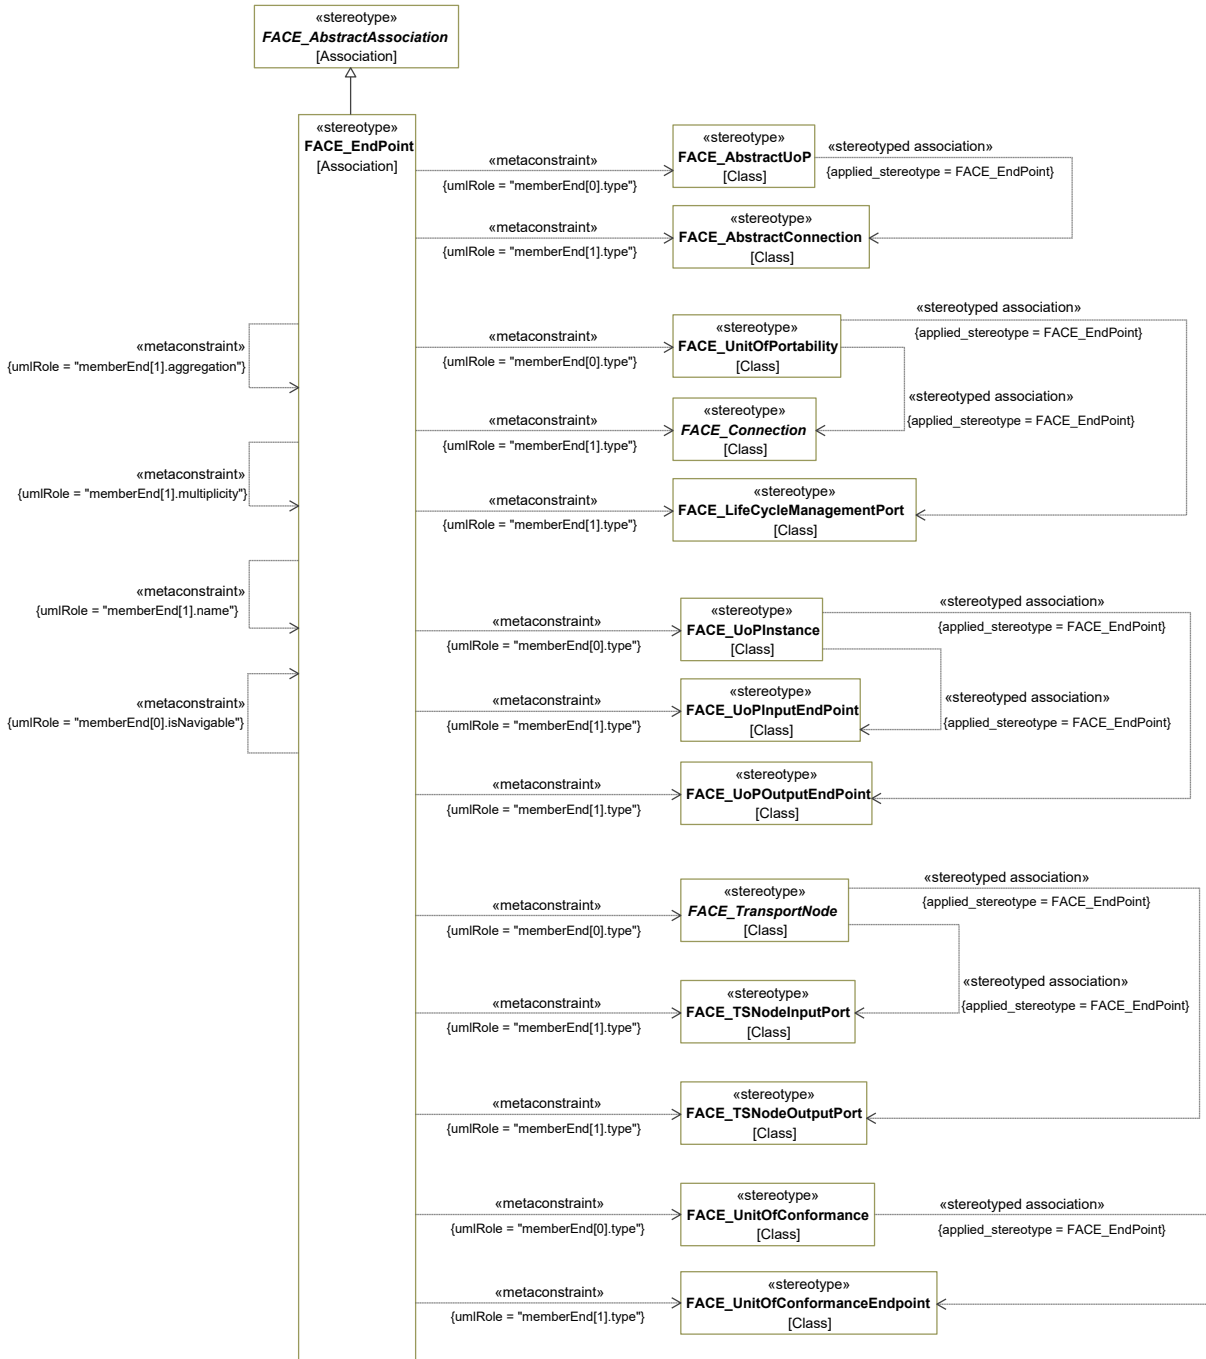 «stereotype»
FACE_AbstractAssociation
[Association]
«stereotype»
FACE_EndPoint
[Association]
«metaconstraint»
{umlRole = "memberEnd[0].type"}
«stereotype»
FACE_AbstractUoP
[Class]
«stereotyped association»
{applied_stereotype = FACE_EndPoint}
«metaconstraint»
{umlRole = "memberEnd[1].type"}
«stereotype»
FACE_AbstractConnection
[Class]
«metaconstraint»
{umlRole = "memberEnd[1].aggregation"}
«metaconstraint»
{umlRole = "memberEnd[0].type"}
«stereotype»
FACE_UnitOfPortability
[Class]
«stereotyped association»
{applied_stereotype = FACE_EndPoint}
«stereotyped association»
{applied_stereotype = FACE_EndPoint}
«metaconstraint»
{umlRole = "memberEnd[1].type"}
«stereotype»
FACE_Connection
[Class]
«metaconstraint»
{umlRole = "memberEnd[1].multiplicity"}
«metaconstraint»
{umlRole = "memberEnd[1].type"}
«stereotype»
FACE_LifeCycleManagementPort
[Class]
«metaconstraint»
{umlRole = "memberEnd[1].name"}
«metaconstraint»
{umlRole = "memberEnd[0].type"}
«stereotype»
FACE_UoPInstance
[Class]
«stereotyped association»
{applied_stereotype = FACE_EndPoint}
«metaconstraint»
{umlRole = "memberEnd[0].isNavigable"}
«metaconstraint»
{umlRole = "memberEnd[1].type"}
«stereotype»
FACE_UoPInputEndPoint
[Class]
«stereotyped association»
{applied_stereotype = FACE_EndPoint}
«metaconstraint»
{umlRole = "memberEnd[1].type"}
«stereotype»
FACE_UoPOutputEndPoint
[Class]
«metaconstraint»
{umlRole = "memberEnd[0].type"}
«stereotype»
FACE_TransportNode
[Class]
«stereotyped association»
{applied_stereotype = FACE_EndPoint}
«metaconstraint»
{umlRole = "memberEnd[1].type"}
«stereotype»
FACE_TSNodeInputPort
[Class]
«stereotyped association»
{applied_stereotype = FACE_EndPoint}
«metaconstraint»
{umlRole = "memberEnd[1].type"}
«stereotype»
FACE_TSNodeOutputPort
[Class]
«metaconstraint»
{umlRole = "memberEnd[0].type"}
«stereotype»
FACE_UnitOfConformance
[Class]
«stereotyped association»
{applied_stereotype = FACE_EndPoint}
«metaconstraint»
{umlRole = "memberEnd[1].type"}
«stereotype»
FACE_UnitOfConformanceEndpoint
[Class]